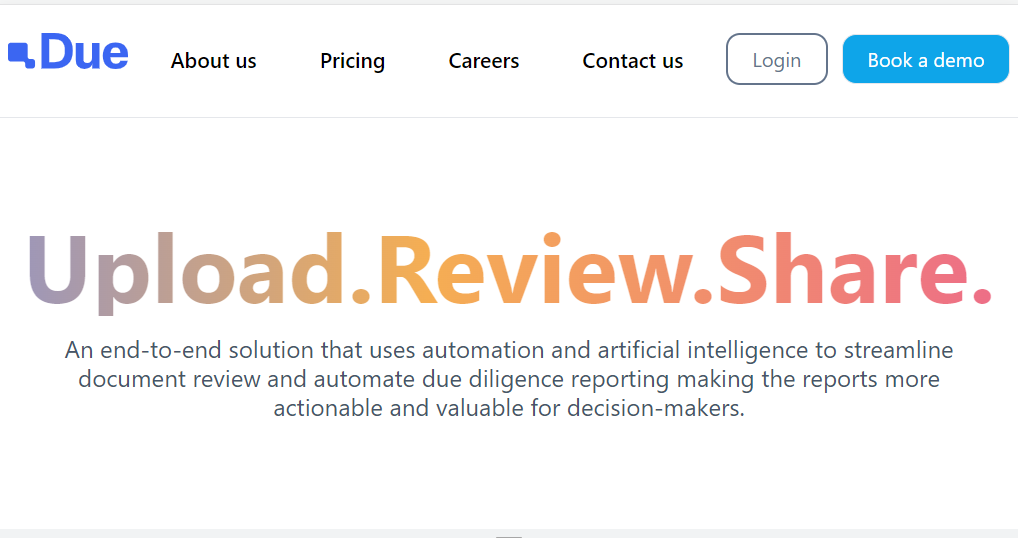 Due About us Pricing Careers Contact us Login Book a demo
Upload.Review.Share.
An end-to-end solution that uses automation and artificial intelligence to streamline
document review and automate due diligence reporting making the reports more
actionable and valuable for decision-makers.